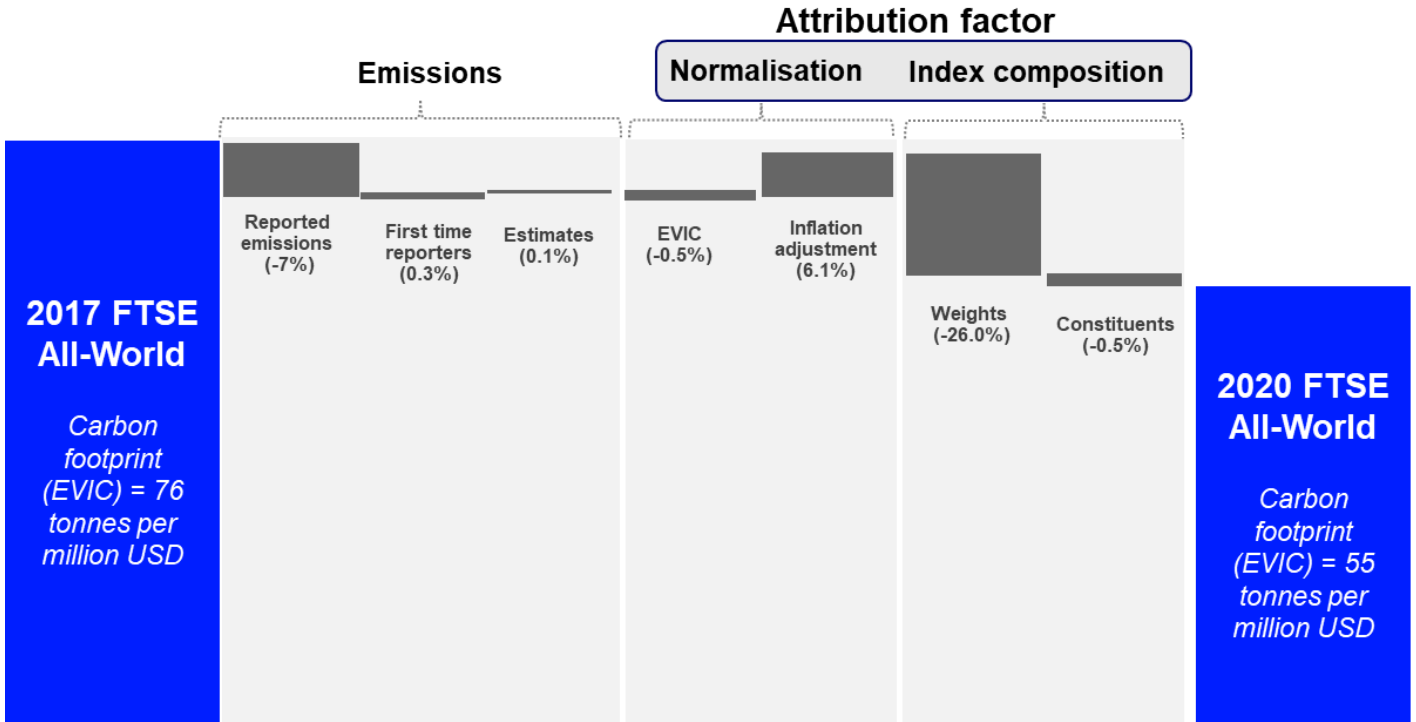 Attribution factor
Emissions
Normalisation
Index composition
2017 FTSE
All-World
Carbon
footprint
(EVIC) = 76
tonnes per
million USD
Reported
emissions
(-7%)
First time
reporters
(0.3%)
Estimates
(0.1%)
EVIC
(-0.5%)
Inflation
adjustment
(6.1%)
Weights
(-26.0%)
Constituents
(-0.5%)
2020 FTSE
All-World
Carbon
footprint
(EVIC) = 55
tonnes per
million USD